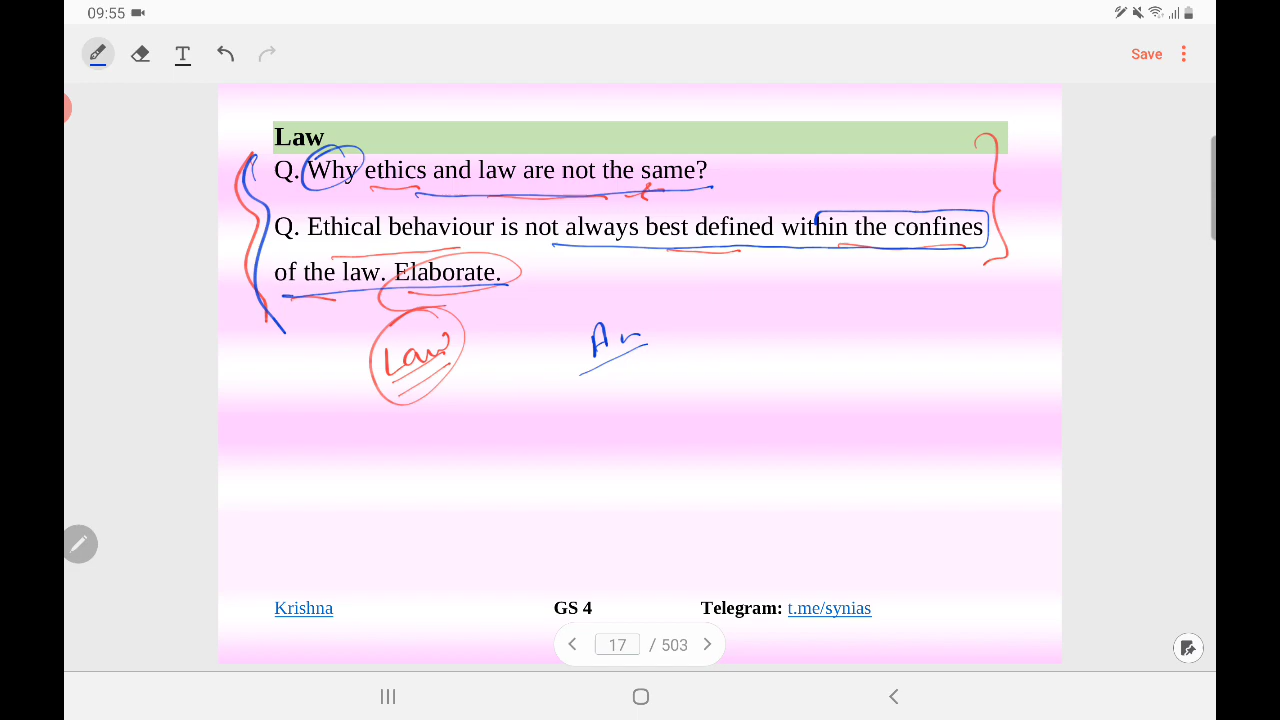 09:55
Save
Law
Q. Why ethics and law are not the same?
Q. Ethical behaviour is not always best defined within the confines
of the law. Elaborate.
Law
Krishna GS 4 Telegram: t.me/synias
17 / 503